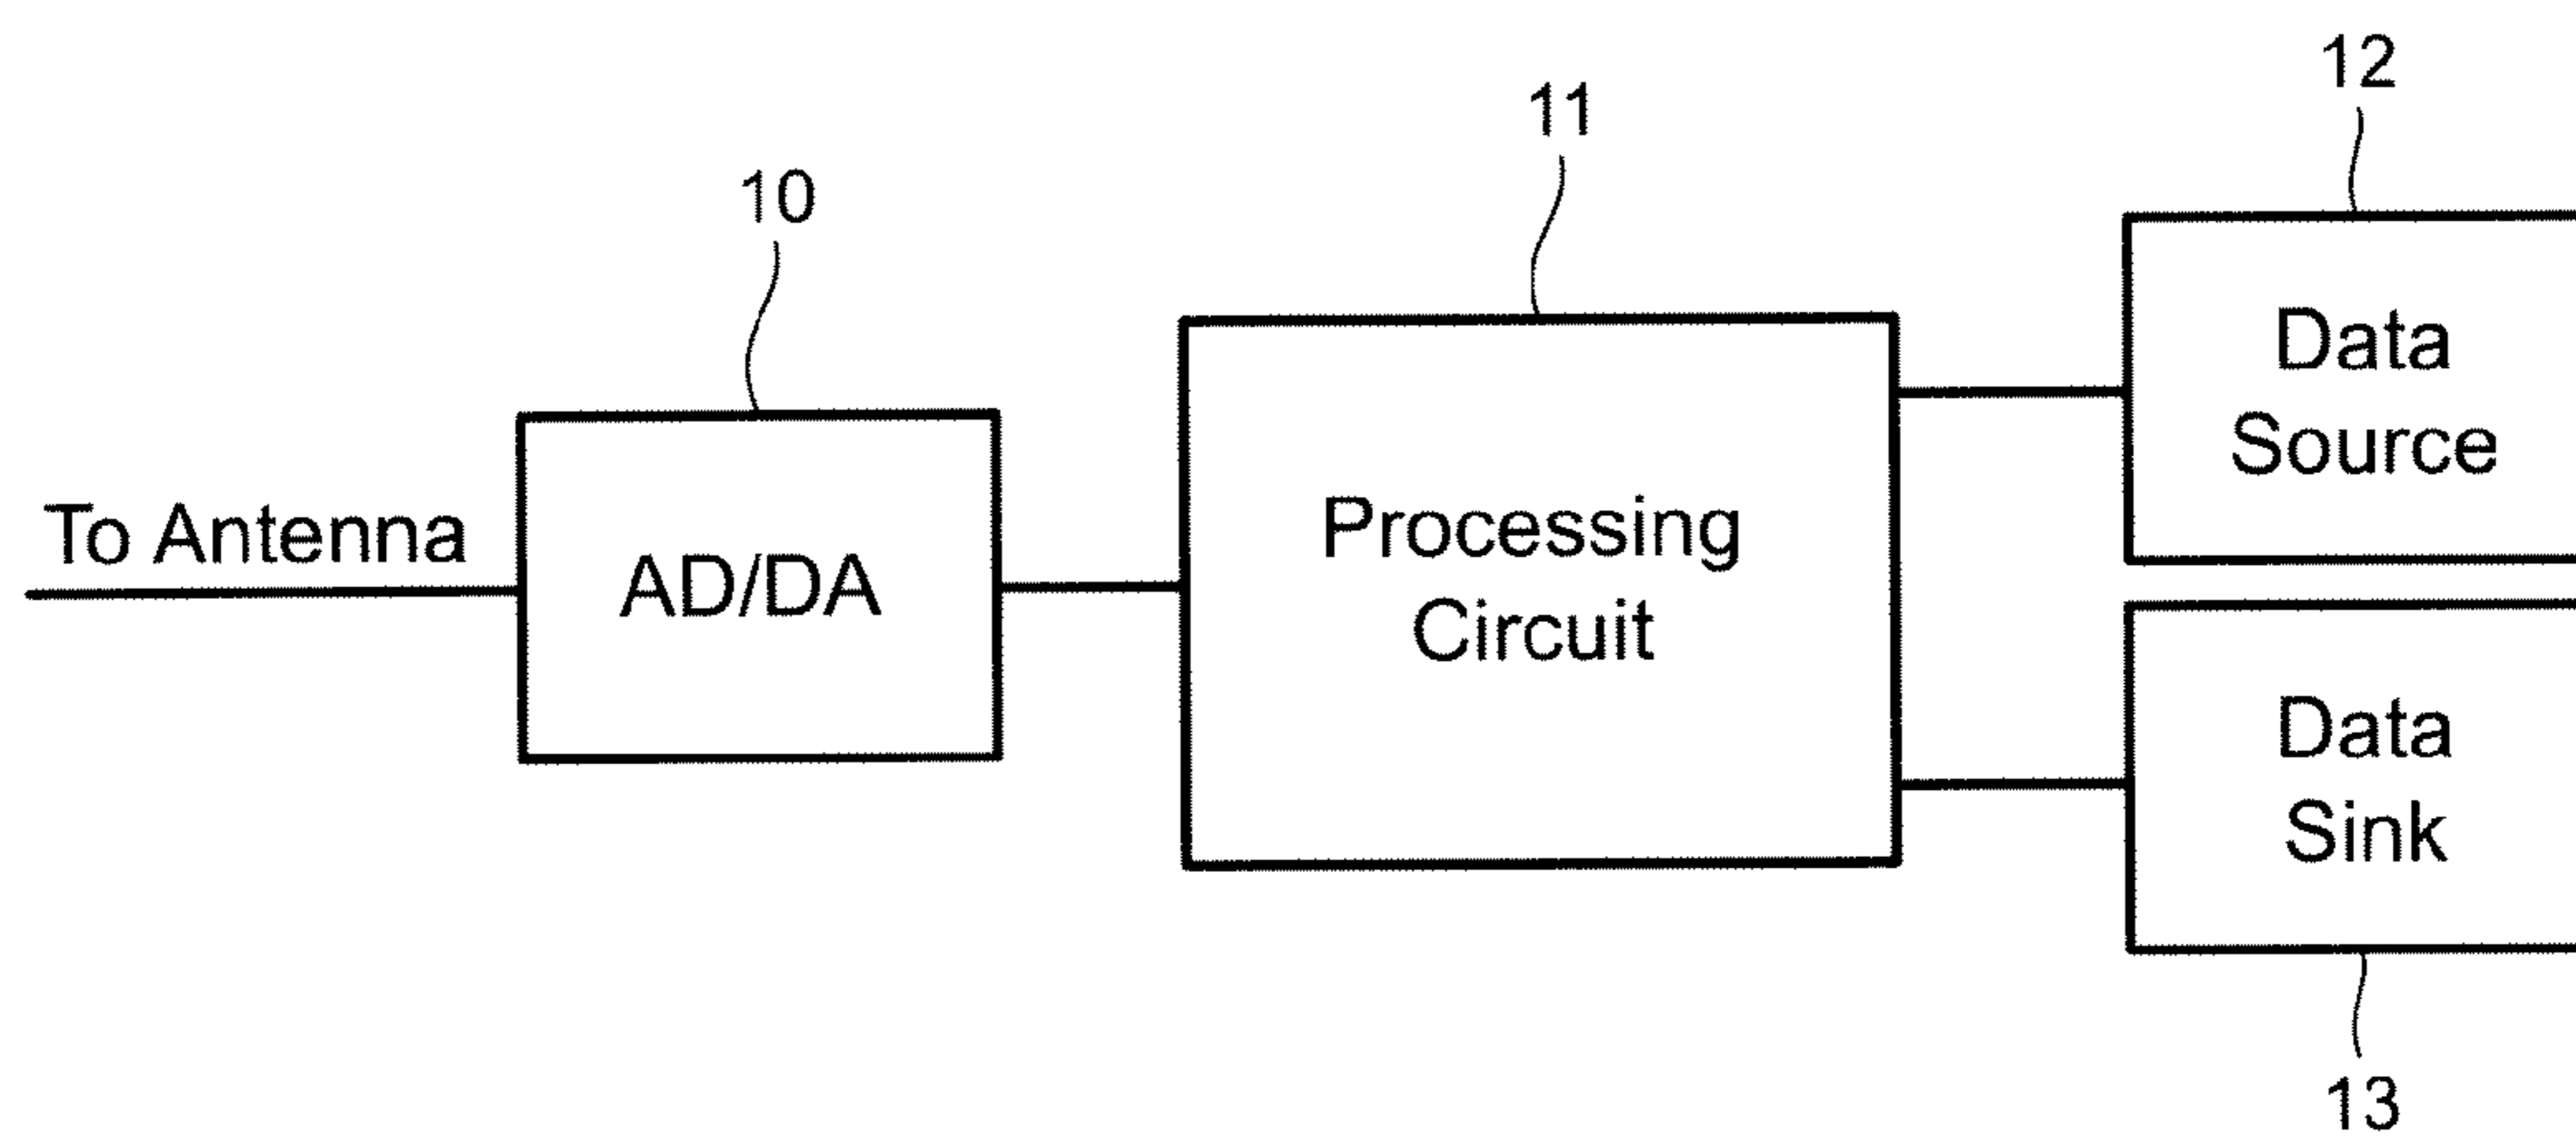 12
11
10
Data
Source
To Antenna
AD/DA
Processing
Circuit
Data
Sink
13